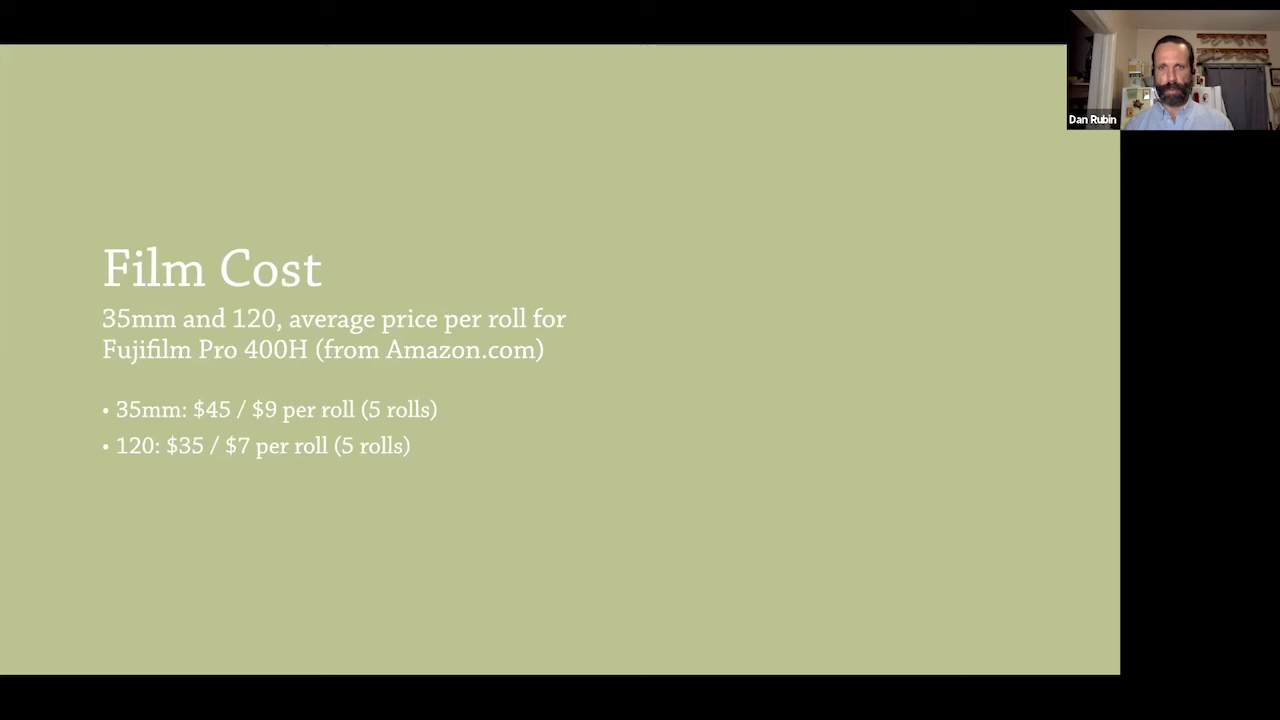 Dan Rubin
Film Cost
35mm and 120, average price per roll for
Fujifilm Pro 400H (from Amazon.com)
• 35mm: $45 / $9 per roll (5 rolls)
• 120: $35 / $7 per roll (5 rolls)